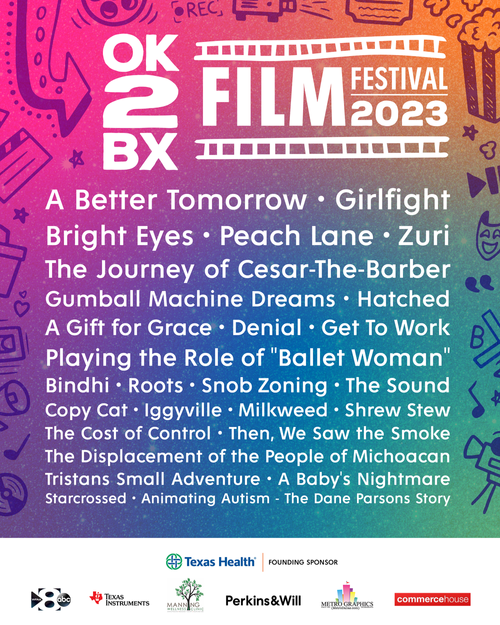 REC
OK
2
BX
FILM
FESTIVAL
2023
A Better Tomorrow • Girlfight
Bright Eyes • Peach Lane • Zuri
The Journey of Cesar-The-Barber
Gumball Machine Dreams • Hatched
A Gift for Grace • Denial • Get To Work
Playing the Role of "Ballet Woman"
Bindhi • Roots • Snob Zoning • The Sound
Copy Cat • Iggyville • Milkweed • Shrew Stew
The Cost of Control • Then, We Saw the Smoke
The Displacement of the People of Michoacan
Tristans Small Adventure • A Baby's Nightmare
Starcrossed • Animating Autism - The Dane Parsons Story
Texas Health
FOUNDING SPONSOR
8 abc
TEXAS INSTRUMENTS
MANNING
Perkins&Will
METRO GRAPHICS
commercehouse